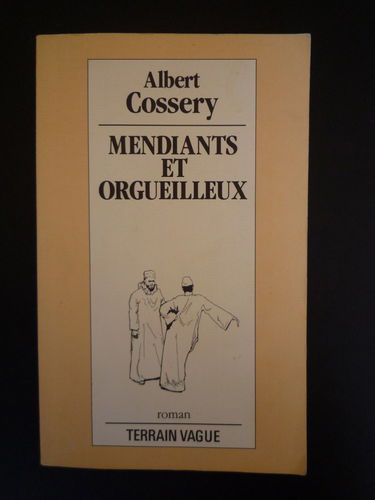 Albert
Cossery
MENDIANTS
ET
ORGUEILLEUX
roman
TERRAIN VAGUE